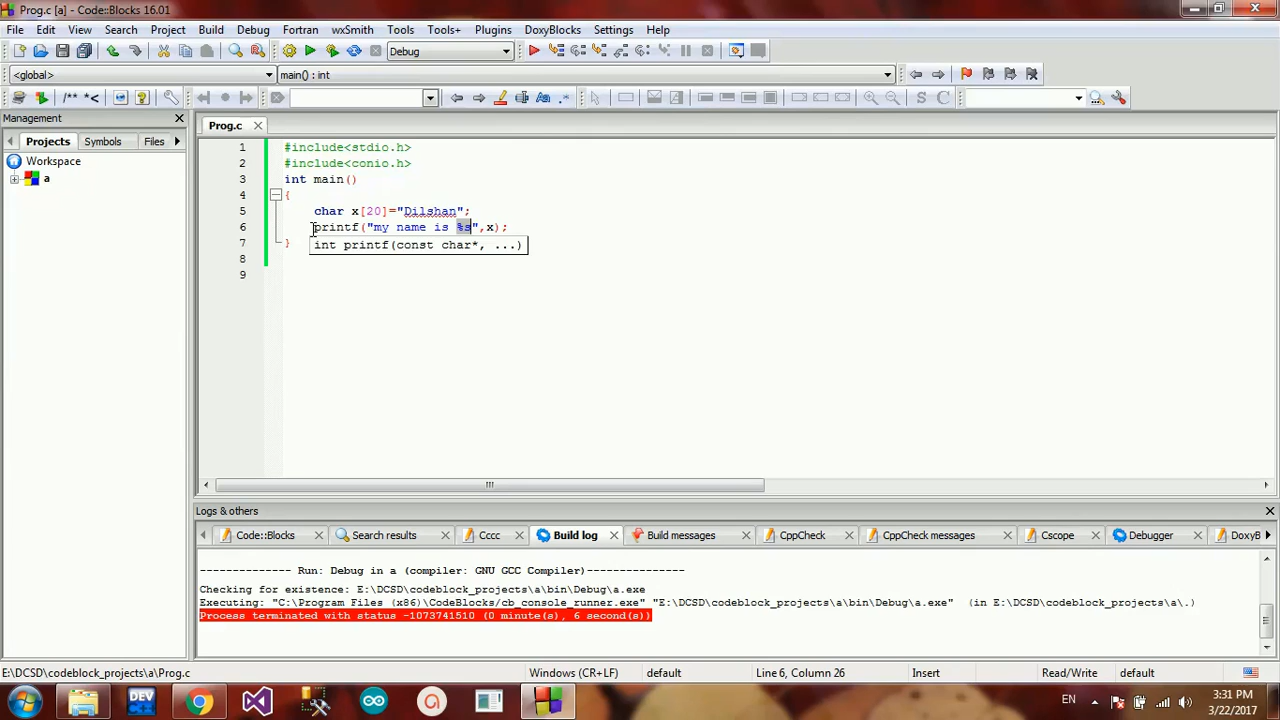 Prog.c [a] - Code::Blocks 16.01
File Edit View Search Project Build Debug Fortran wxSmith Tools Tools+ Plugins DoxyBlocks Settings Help
Debug
<global> main() : int
/** *<
S C
Management
Projects Symbols Files
Workspace
a
Prog.c
1 #include<stdio.h>
2 #include<conio.h>
3 int main()
4 {
5 char x[20]="Dilshan";
6 printf("my name is %s",x);
7 }
int printf(const char*, ...)
8
9
Logs & others
Code::Blocks Search results Cccc Build log Build messages CppCheck CppCheck messages Cscope Debugger DoxyB
-------------- Run: Debug in a (compiler: GNU GCC Compiler)---------------
Checking for existence: E:\DCSD\codeblock_projects\a\bin\Debug\a.exe
Executing: "C:\Program Files (x86)\CodeBlocks/cb_console_runner.exe" "E:\DCSD\codeblock_projects\a\bin\Debug\a.exe"  (in E:\DCSD\codeblock_projects\a\.)
Process terminated with status -1073741510 (0 minute(s), 6 second(s))
E:\DCSD\codeblock_projects\a\Prog.c Windows (CR+LF) default Line 6, Column 26 Insert Read/Write default
DEV
EN 3:31 PM
3/22/2017